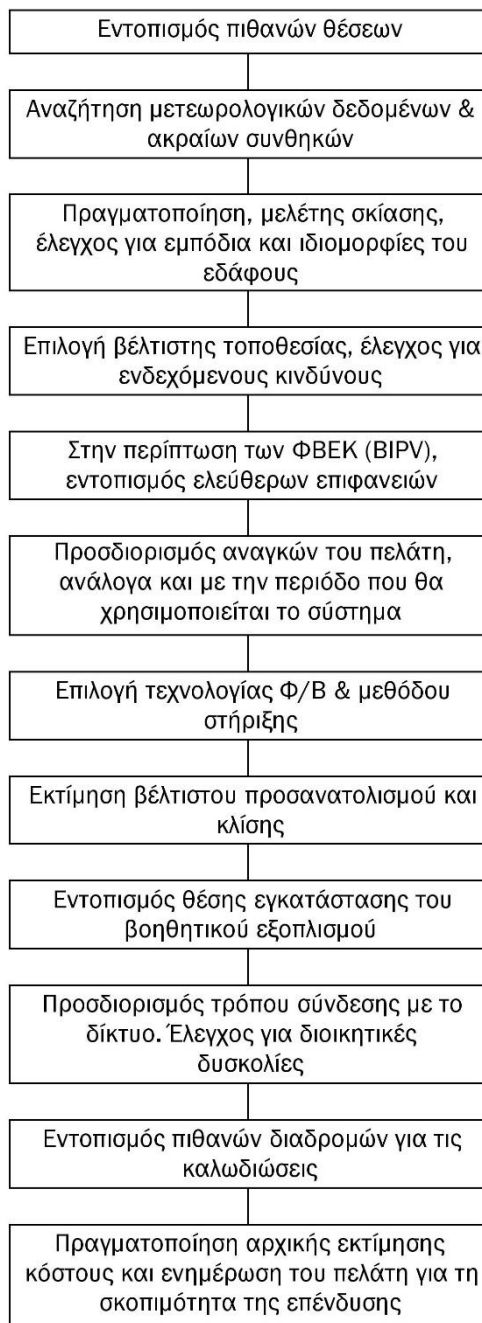 Εντοπισμός πιθανών θέσεων
Αναζήτηση μετεωρολογικών δεδομένων &
ακραίων συνθηκών
Πραγματοποίηση, μελέτης σκίασης,
έλεγχος για εμπόδια και ιδιομορφίες του
εδάφους
Επιλογή βέλτιστης τοποθεσίας, έλεγχος για
ενδεχόμενους κινδύνους
Στην περίπτωση των ΦΒΕΚ (BIPV),
εντοπισμός ελεύθερων επιφανειών
Προσδιορισμός αναγκών του πελάτη,
ανάλογα και με την περιόδο που θα
χρησιμοποιείται το σύστημα
Επιλογή τεχνολογίας Φ/Β & μεθόδου
στήριξης
Εκτίμηση βέλτιστου προσανατολισμού και
κλίσης
Εντοπισμός θέσης εγκατάστασης του
βοηθητικού εξοπλισμού
Προσδιορισμός τρόπου σύνδεσης με το
δίκτυο. Έλεγχος για διοικητικές
δυσκολίες
Εντοπισμός πιθανών διαδρομών για τις
καλωδιώσεις
Πραγματοποίηση αρχικής εκτίμησης
κόστους και ενημέρωση του πελάτη για τη
σκοπιμότητα της επένδυσης